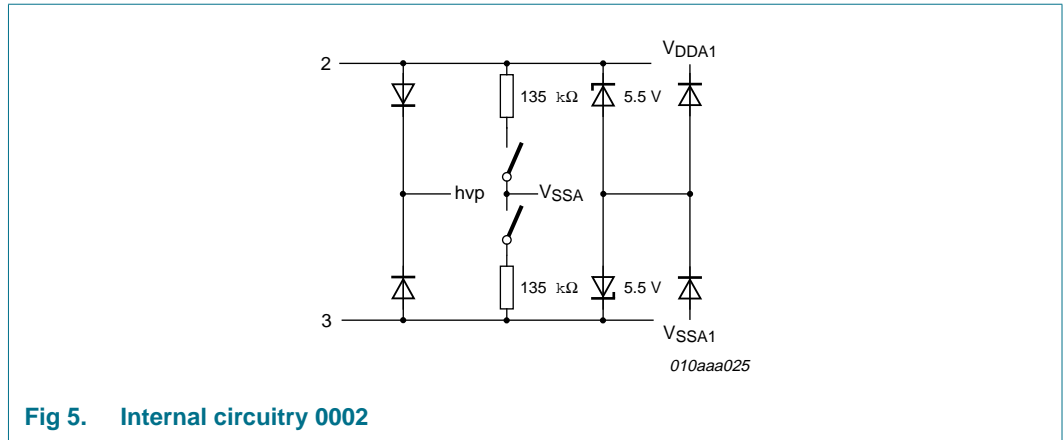 VDDA1
2
135 kΩ
5.5 V
hvp
VSSA
135 kΩ
5.5 V
3
VSSA1
010aaa025
Fig 5. Internal circuitry 0002